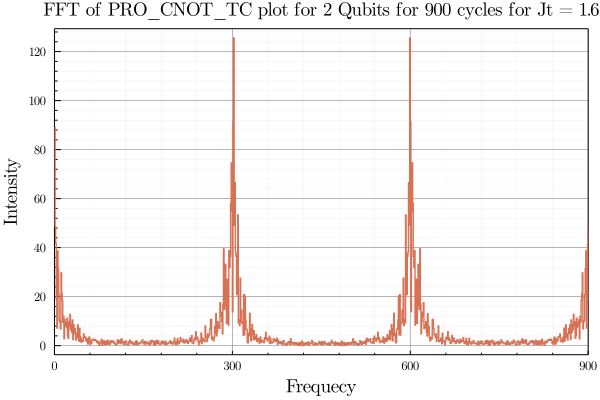 FFT of PRO_CNOT_TC plot for 2 Qubits for 900 cycles for Jt = 1.6
120
100
80
60
40
20
0
Intensity
0 300 600 900
Frequecy